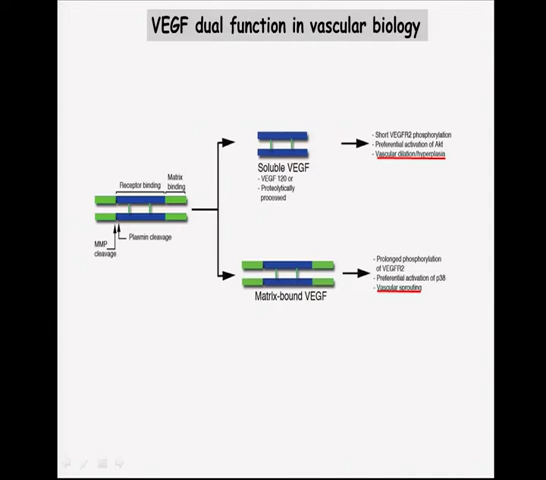 VEGF dual function in vascular biology
Receptor binding
Matrix
binding
MMP
cleavage
Plasmin cleavage
Soluble VEGF
- VEGF 120 or
- Proteolytically
processed
- Short VEGFR2 phosphorylation
- Preferential activation of Akt
- Vascular dilation/hyperplasia
Matrix-bound VEGF
- Prolonged phosphorylation
of VEGFR2
- Preferential activation of p38
- Vascular sprouting